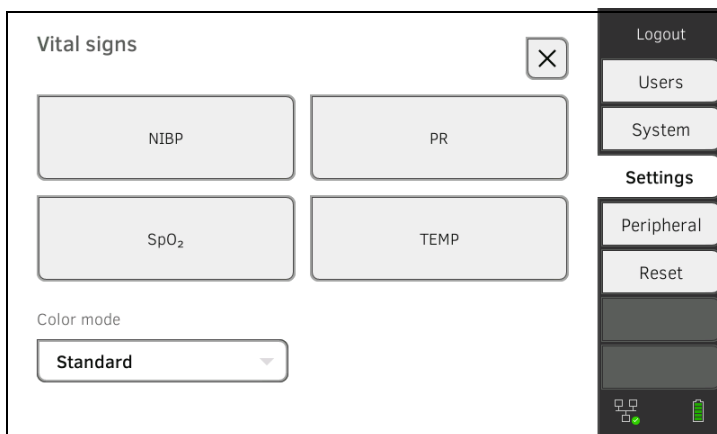 Vital signs
NIBP
PR
SpO₂
TEMP
Color mode
Standard
Logout
Users
System
Settings
Peripheral
Reset